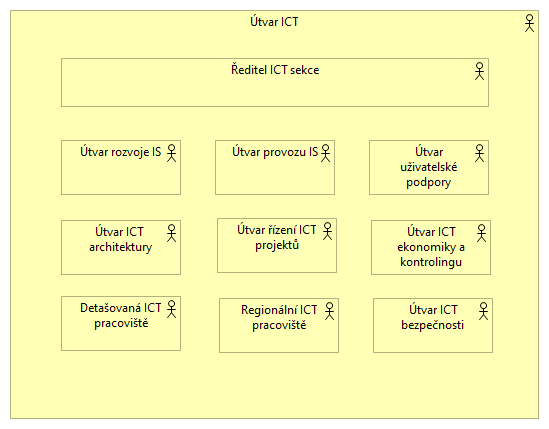 Útvar ICT
Ředitel ICT sekce
Útvar rozvoje IS
Útvar provozu IS
Útvar
uživatelské
podpory
Útvar ICT
architektury
Útvar řízení ICT
projektů
Útvar ICT
ekonomiky a
kontrolingu
Detašovaná ICT
pracoviště
Regionální ICT
pracoviště
Útvar ICT
bezpečnosti